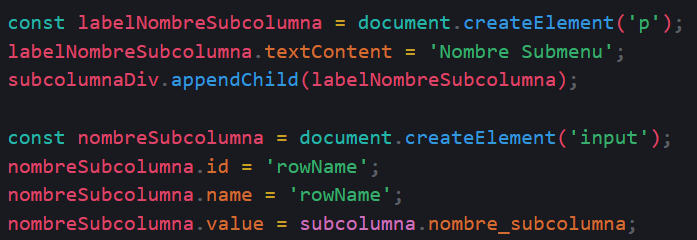 const labelNombreSubcolumna = document.createElement('p');
labelNombreSubcolumna.textContent = 'Nombre Submenu';
subcolumnaDiv.appendChild(labelNombreSubcolumna);
const nombreSubcolumna = document.createElement('input');
nombreSubcolumna.id = 'rowName';
nombreSubcolumna.name = 'rowName';
nombreSubcolumna.value = subcolumna.nombre_subcolumna;